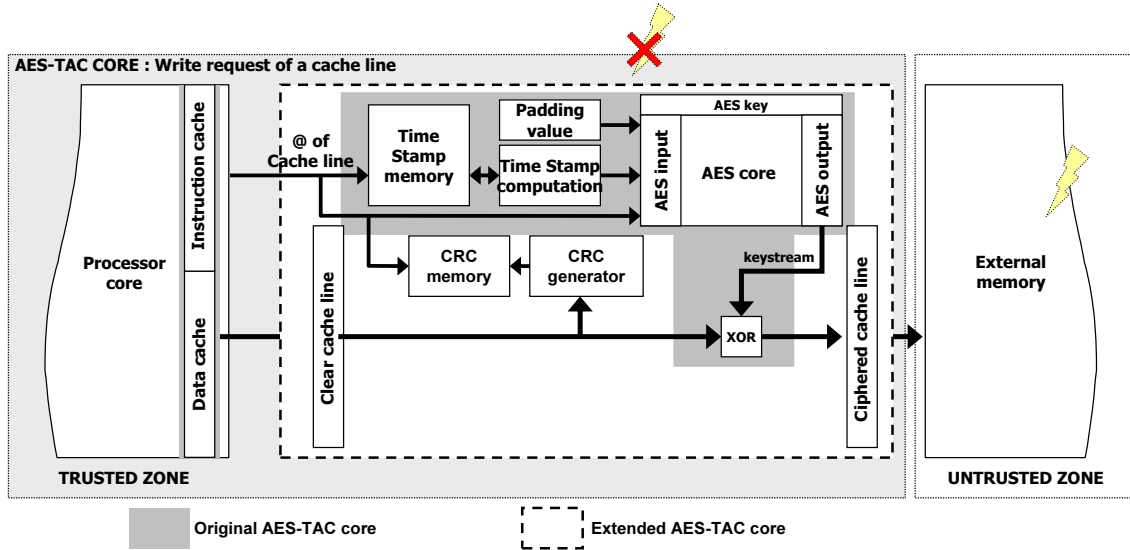 AES-TAC CORE : Write request of a cache line
Processor
core
Instruction cache
Data cache
@ of
Cache line
Time
Stamp
memory
Padding
value
Time Stamp
computation
AES key
AES input
AES core
AES output
Clear cache line
CRC
memory
CRC
generator
keystream
XOR
Ciphered cache line
External
memory
TRUSTED ZONE
UNTRUSTED ZONE
Original AES-TAC core
Extended AES-TAC core